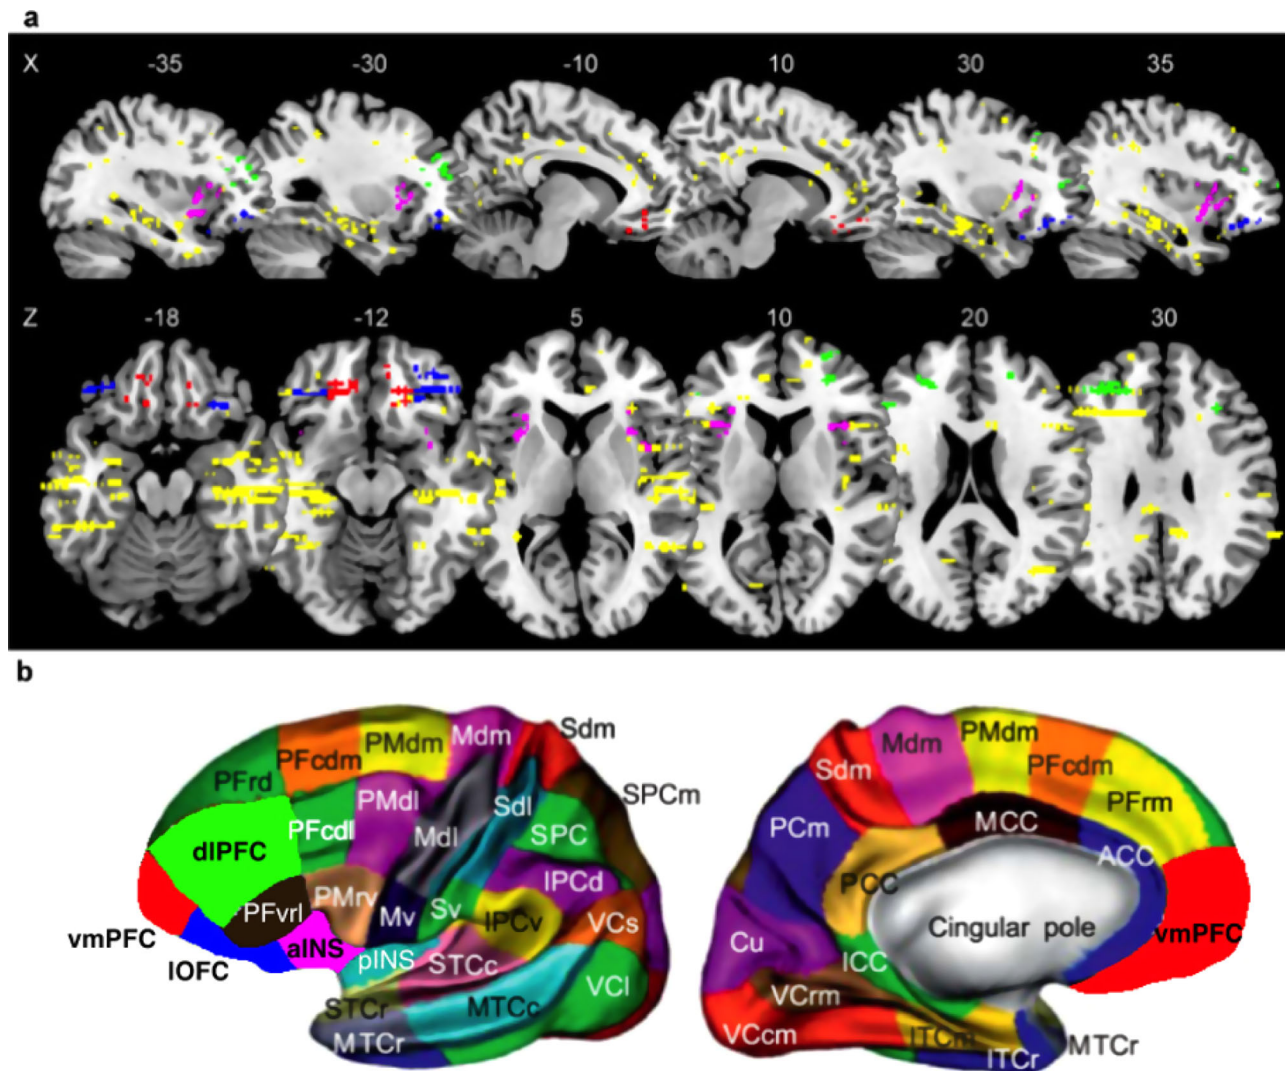 a
X -35 -30 -10 10 30 35
Z -18 -12 5 10 20 30
b
Sdm
PFcdm PMdm Mdm
PFrd
SPCm
PMdl Sdl
PFcdl Mdl SPC
dlPFC
IPCd
PFvrl PMrv Mv Sv IPCv VCs
vmPFC
lOFC aINS pINS STCc
STCr MTCc VCl
MTCr
Mdm PMdm
Sdm PFcdm
PFrm
PCm MCC
ACC
PCC
Cu Cingular pole vmPFC
ICC
VCrm
VCcm ITCm ITCr MTCr